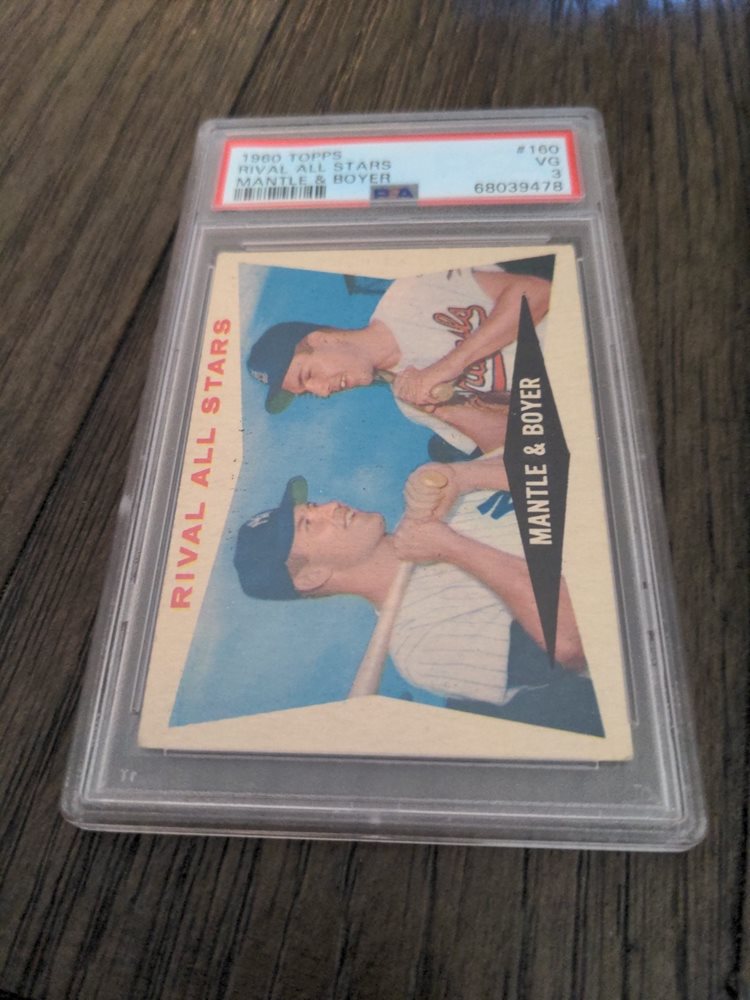 1960 TOPPS #160
RIVAL ALL STARS VG
MANTLE & BOYER 3
PSA 68039478
RIVAL ALL STARS
MANTLE & BOYER